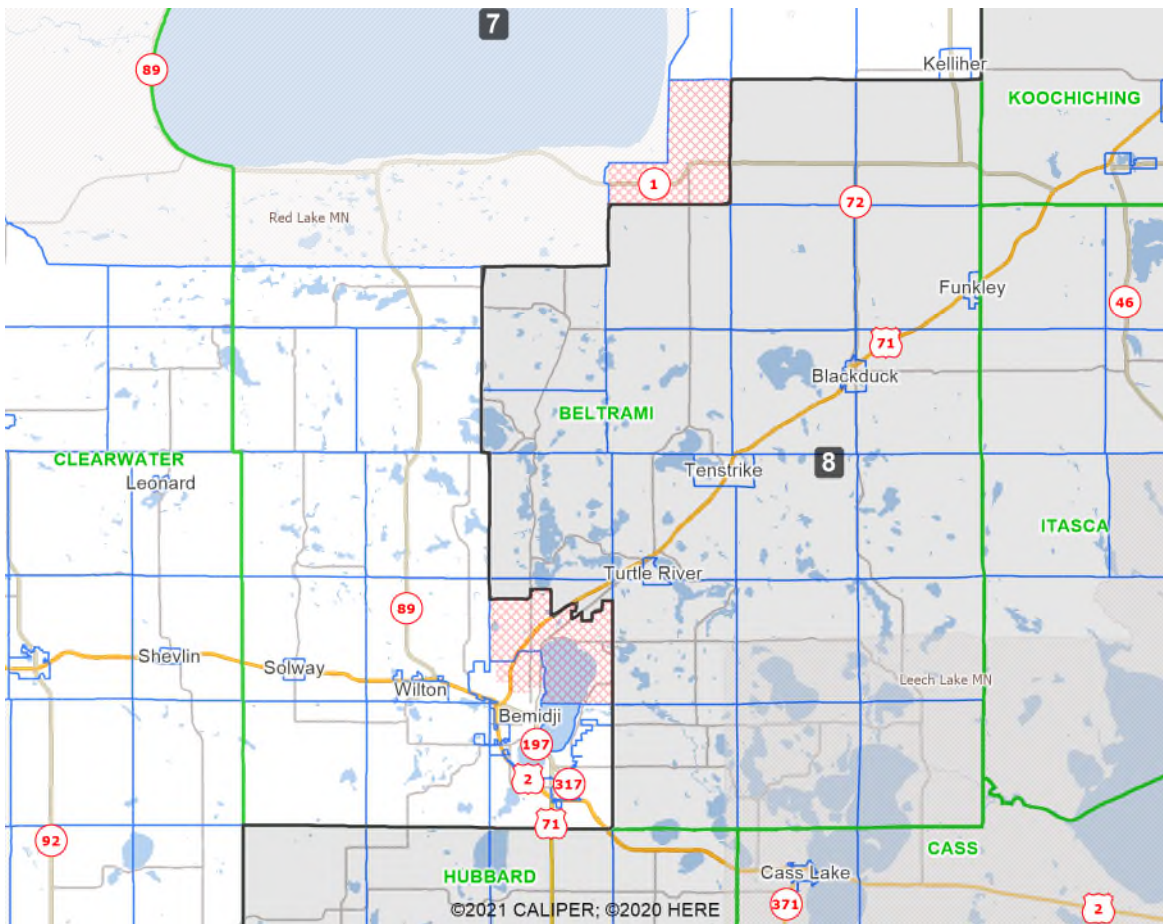 7
89
Kelliher
KOOCHICHING
1
72
Red Lake MN
Funkley
46
71
Blackduck
BELTRAMI
CLEARWATER
Leonard
Tenstrike
8
ITASCA
Turtle River
89
Shevlin
Solway
Wilton
Leech Lake MN
Bemidji
197
2
317
71
92
HUBBARD
CASS
Cass Lake
371
2
©2021 CALIPER; ©2020 HERE